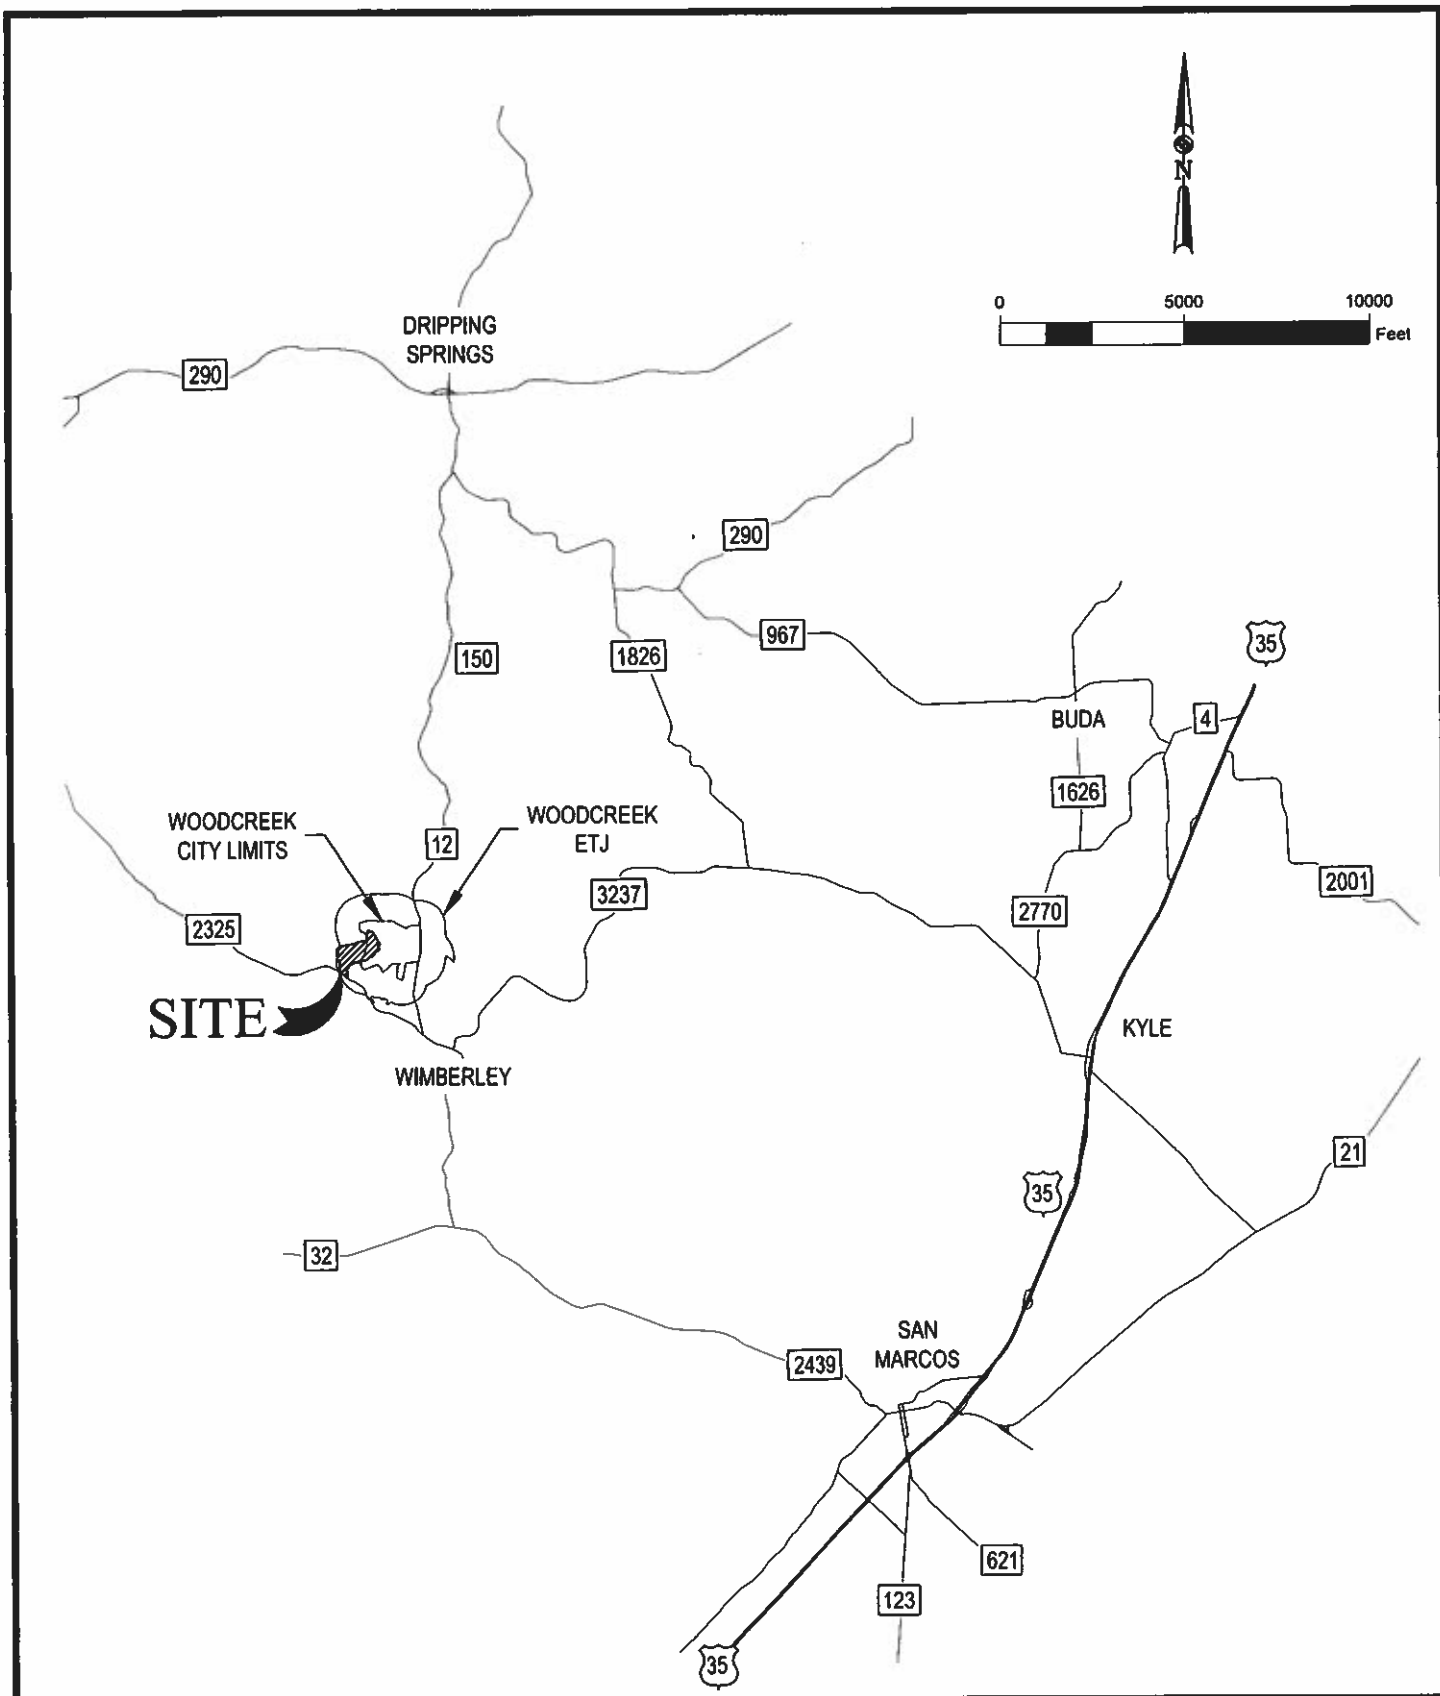 N
0 5000 10000
Feet
DRIPPING
SPRINGS
290
290
967
35
1826
150
BUDA
4
1626
WOODCREEK
CITY LIMITS
12
WOODCREEK
ETJ
3237
2001
2770
2325
SITE
KYLE
WIMBERLEY
21
35
32
SAN
MARCOS
2439
621
123
35